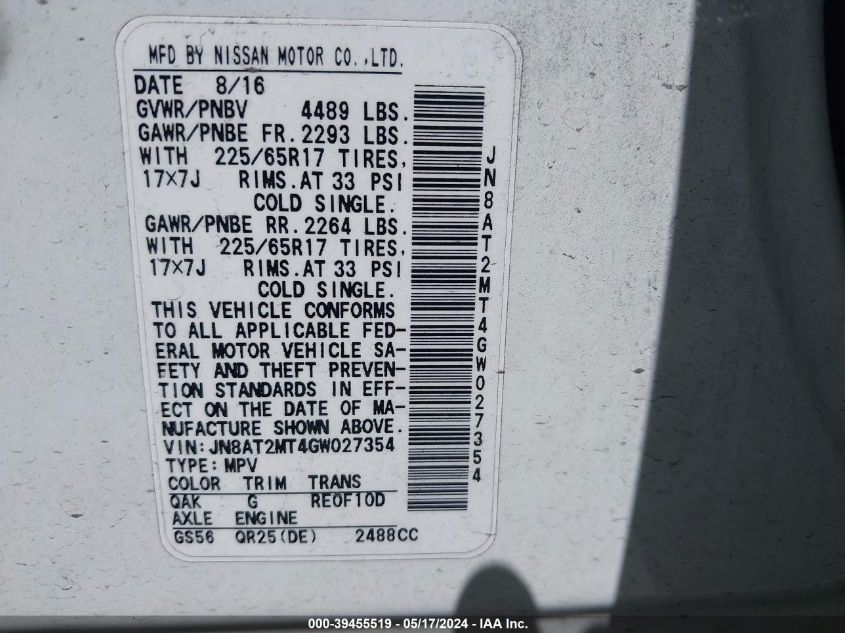 MFD BY NISSAN MOTOR CO.,LTD.
DATE 8/16
GVWR/PNBV 4489 LBS.
GAWR/PNBE FR. 2293 LBS.
WITH 225/65R17 TIRES,
17×7J RIMS.AT 33 PSI
COLD SINGLE.
GAWR/PNBE RR. 2264 LBS.
WITH 225/65R17 TIRES,
17×7J RIMS.AT 33 PSI
COLD SINGLE.
THIS VEHICLE CONFORMS
TO ALL APPLICABLE FED-
ERAL MOTOR VEHICLE SA-
FETY AND THEFT PREVEN-
TION STANDARDS IN EFF-
ECT ON THE DATE OF MA-
NUFACTURE SHOWN ABOVE.
VIN:JN8AT2MT4GW027354
TYPE:MPV
COLOR TRIM TRANS
QAK G RE0F10D
AXLE ENGINE
GS56 QR25(DE) 2488CC
JN8AT2MT4GW027354
000-39455519 - 05/17/2024 - IAA Inc.